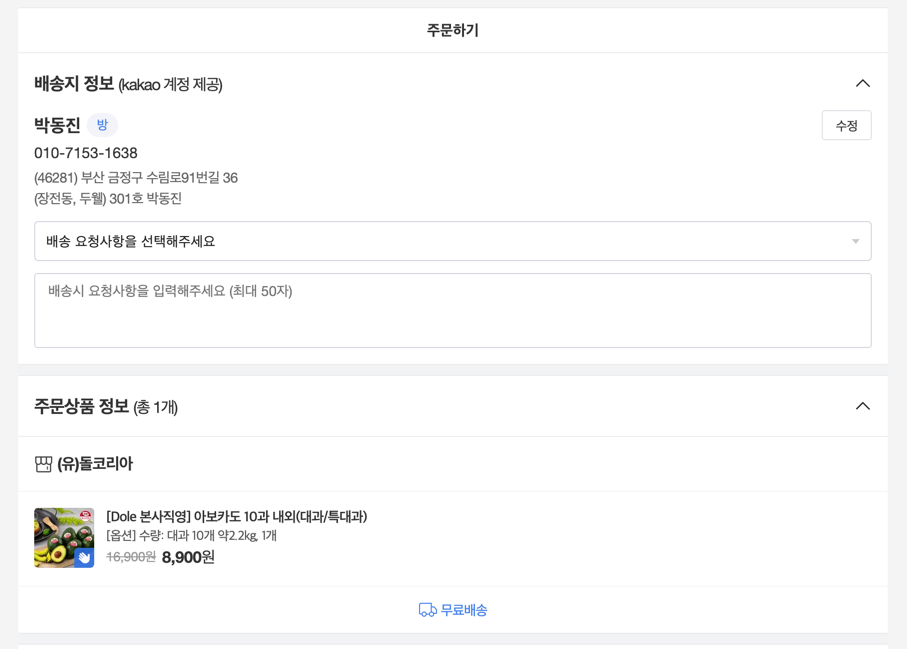 주문하기
배송지 정보 (kakao 계정 제공)
박동진 방
수정
010-7153-1638
(46281) 부산 금정구 수림로91번길 36
(장전동, 두웰) 301호 박동진
배송 요청사항을 선택해주세요
배송시 요청사항을 입력해주세요 (최대 50자)
주문상품 정보 (총 1개)
(유)돌코리아
[Dole 본사직영] 아보카도 10과 내외(대과/특대과)
[옵션] 수량: 대과 10개 약2.2kg, 1개
16,900원 8,900원
무료배송